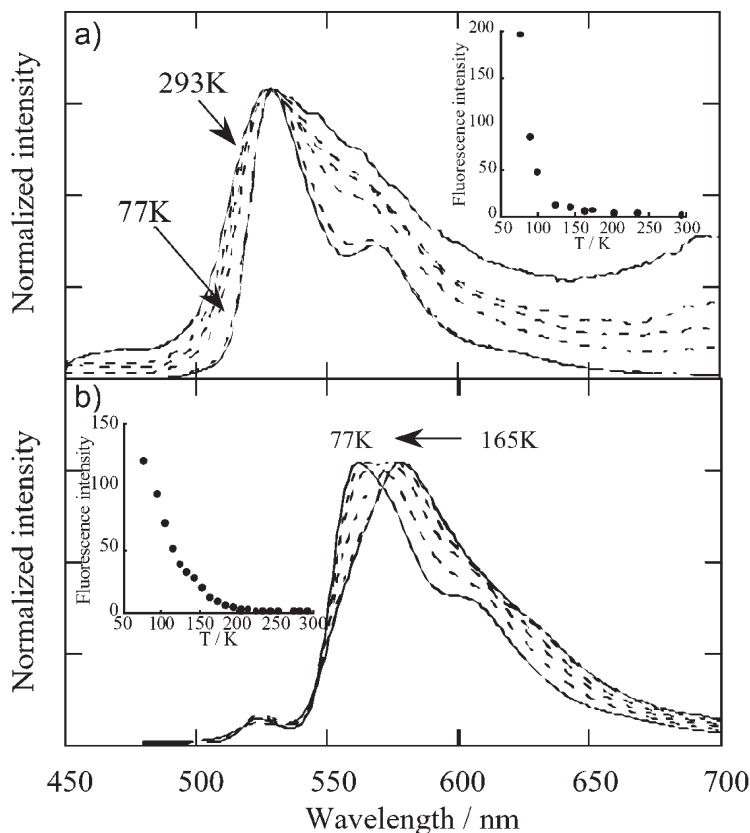 a)
Normalized intensity
293K
77K
Fluorescence intensity
200
150
100
50
0
50 100 150 200 250 300
T / K
b)
Normalized intensity
77K
165K
Fluorescence intensity
150
100
50
0
50 100 150 200 250 300
T / K
450 500 550 600 650 700
Wavelength / nm